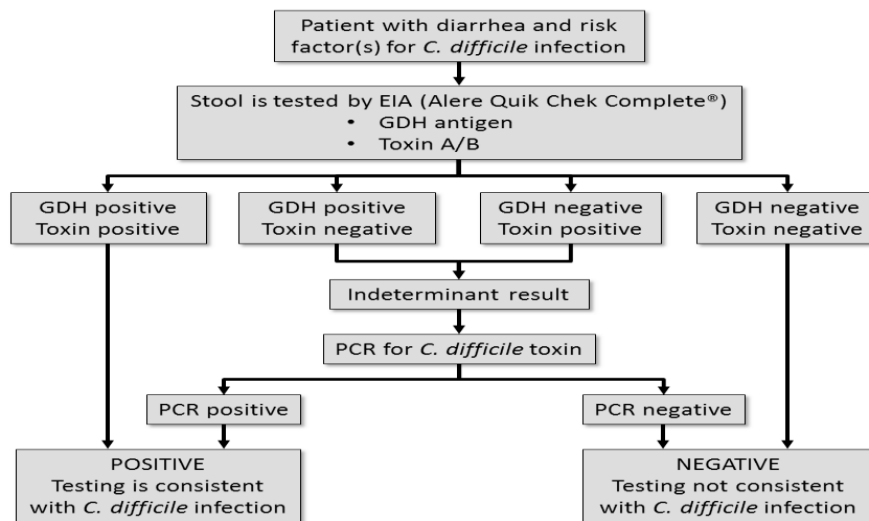 Patient with diarrhea and risk
factor(s) for C. difficile infection
Stool is tested by EIA (Alere Quik Chek Complete®)
• GDH antigen
• Toxin A/B
GDH positive
Toxin positive
GDH positive
Toxin negative
GDH negative
Toxin positive
GDH negative
Toxin negative
Indeterminant result
PCR for C. difficile toxin
PCR positive
PCR negative
POSITIVE
Testing is consistent
with C. difficile infection
NEGATIVE
Testing not consistent
with C. difficile infection